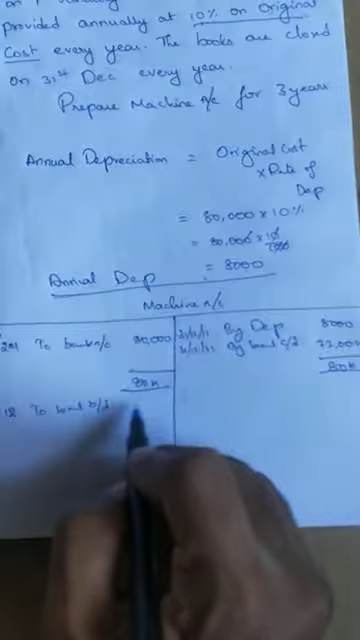 provided annually at 10% on Original
Cost every year. The books are closed
on 31st Dec every year.
Prepare Machine a/c for 3 years
Annual Depreciation = Original Cost
× Rate of
Dep
= 80,000 × 10%
= 80,000 × 10/100
= 8000
Annual Dep
Machine a/c
To bank a/c 80,000 By Dep 8000
By bal c/d 72,000
80K 80K
To bal b/d